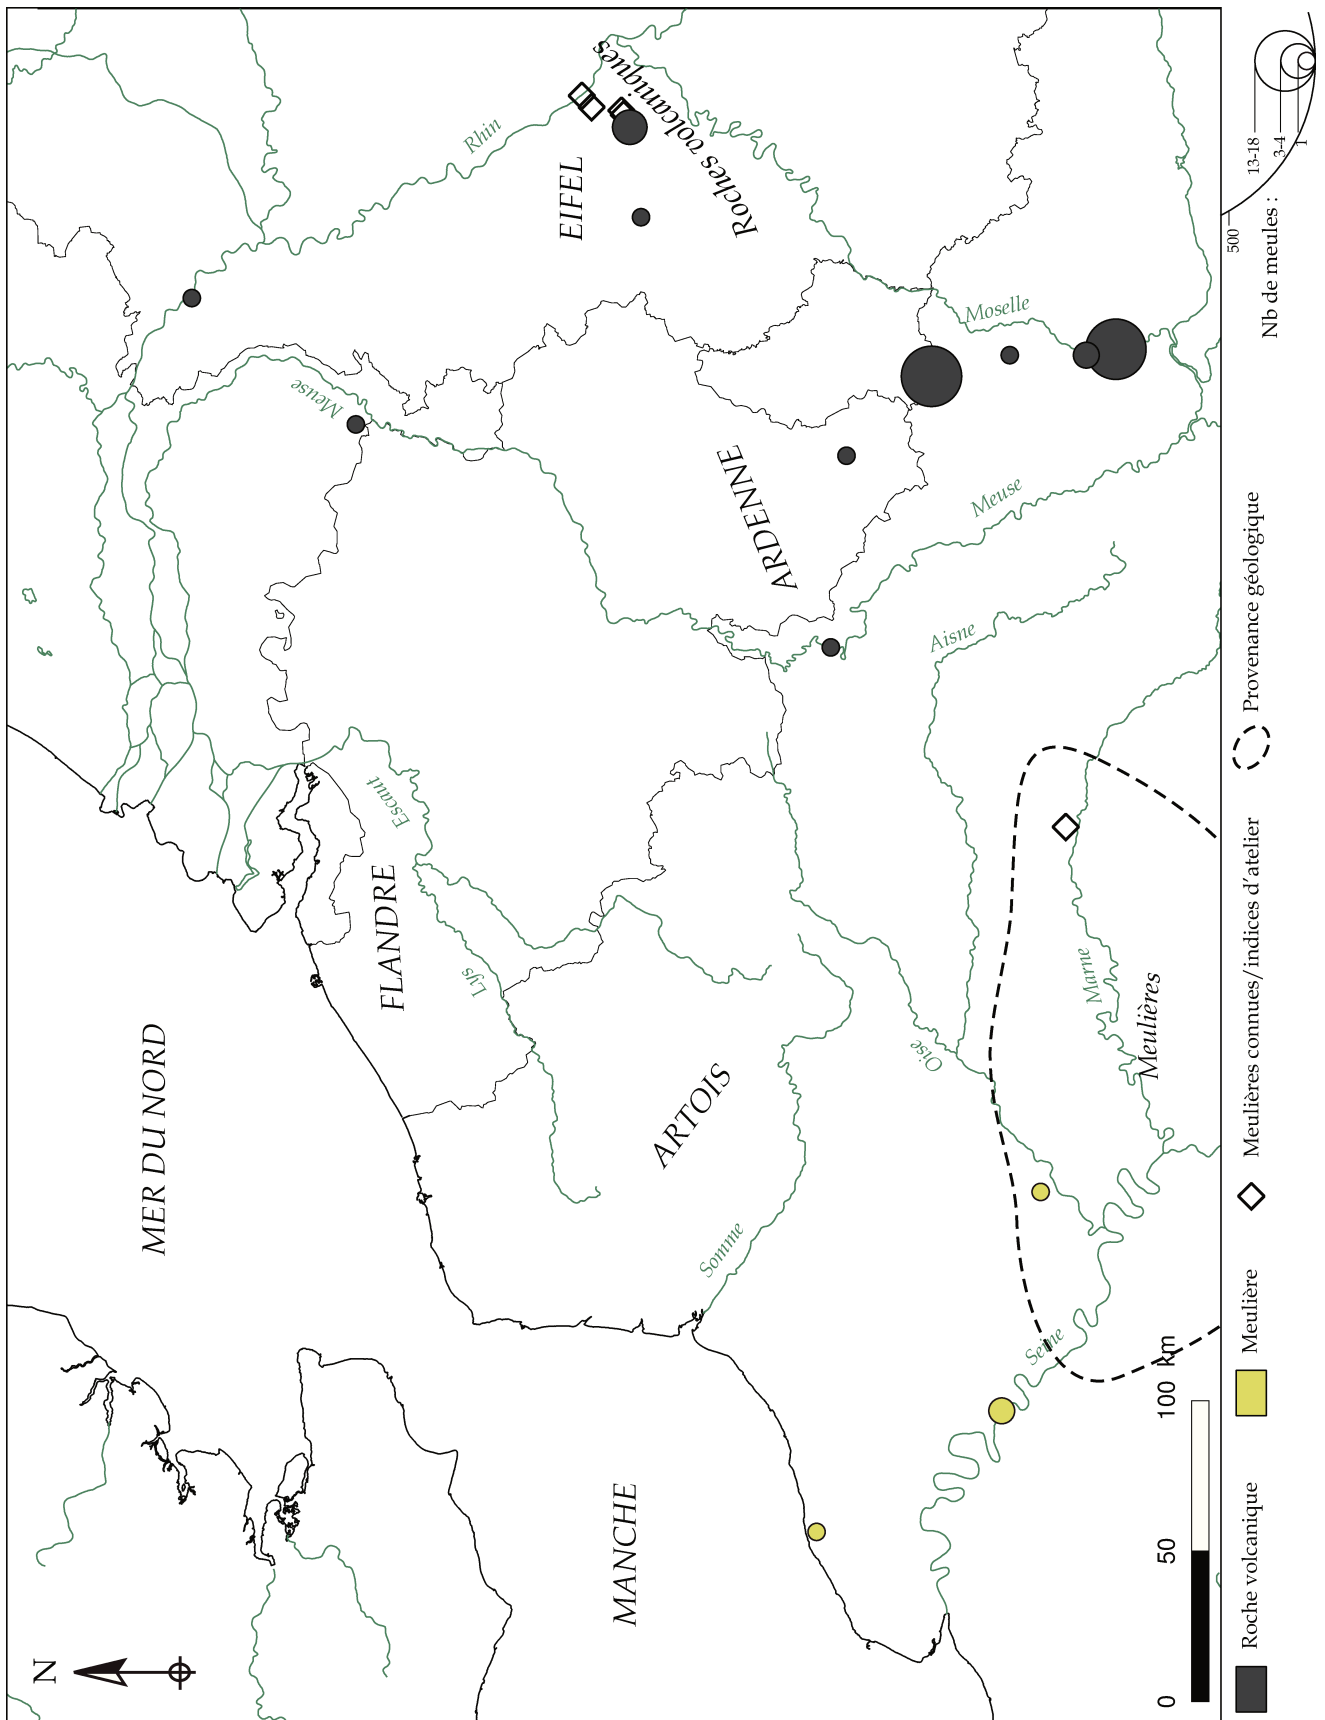 N
MER DU NORD
MANCHE
FLANDRE
ARTOIS
ARDENNE
EIFEL
Roches volcaniques
Meulières
Rhin
Meuse
Escaut
Lys
Somme
Oise
Aisne
Meuse
Moselle
Marne
Seine
0 50 100 km
Roche volcanique
Meulière
Meulières connues/indices d'atelier
Provenance géologique
Nb de meules :
500
13-18
3-4
1